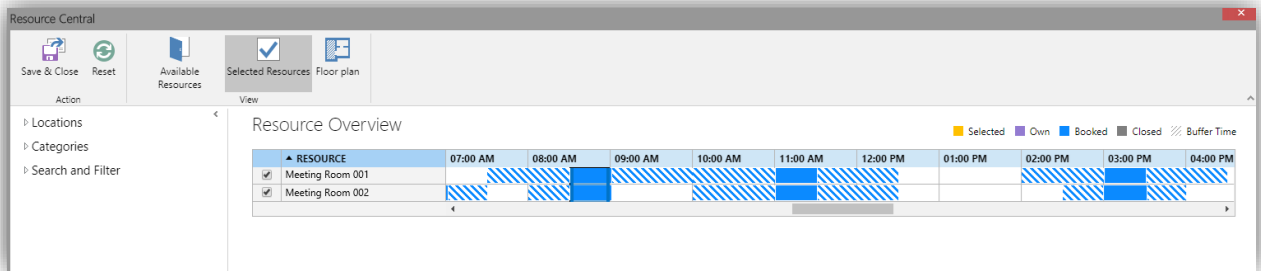 Resource Central
Save & Close Reset Available Resources Selected Resources Floor plan
Action View
Locations
Categories
Search and Filter
Resource Overview
Selected Own Booked Closed Buffer Time
RESOURCE 07:00 AM 08:00 AM 09:00 AM 10:00 AM 11:00 AM 12:00 PM 01:00 PM 02:00 PM 03:00 PM 04:00 PM
Meeting Room 001
Meeting Room 002